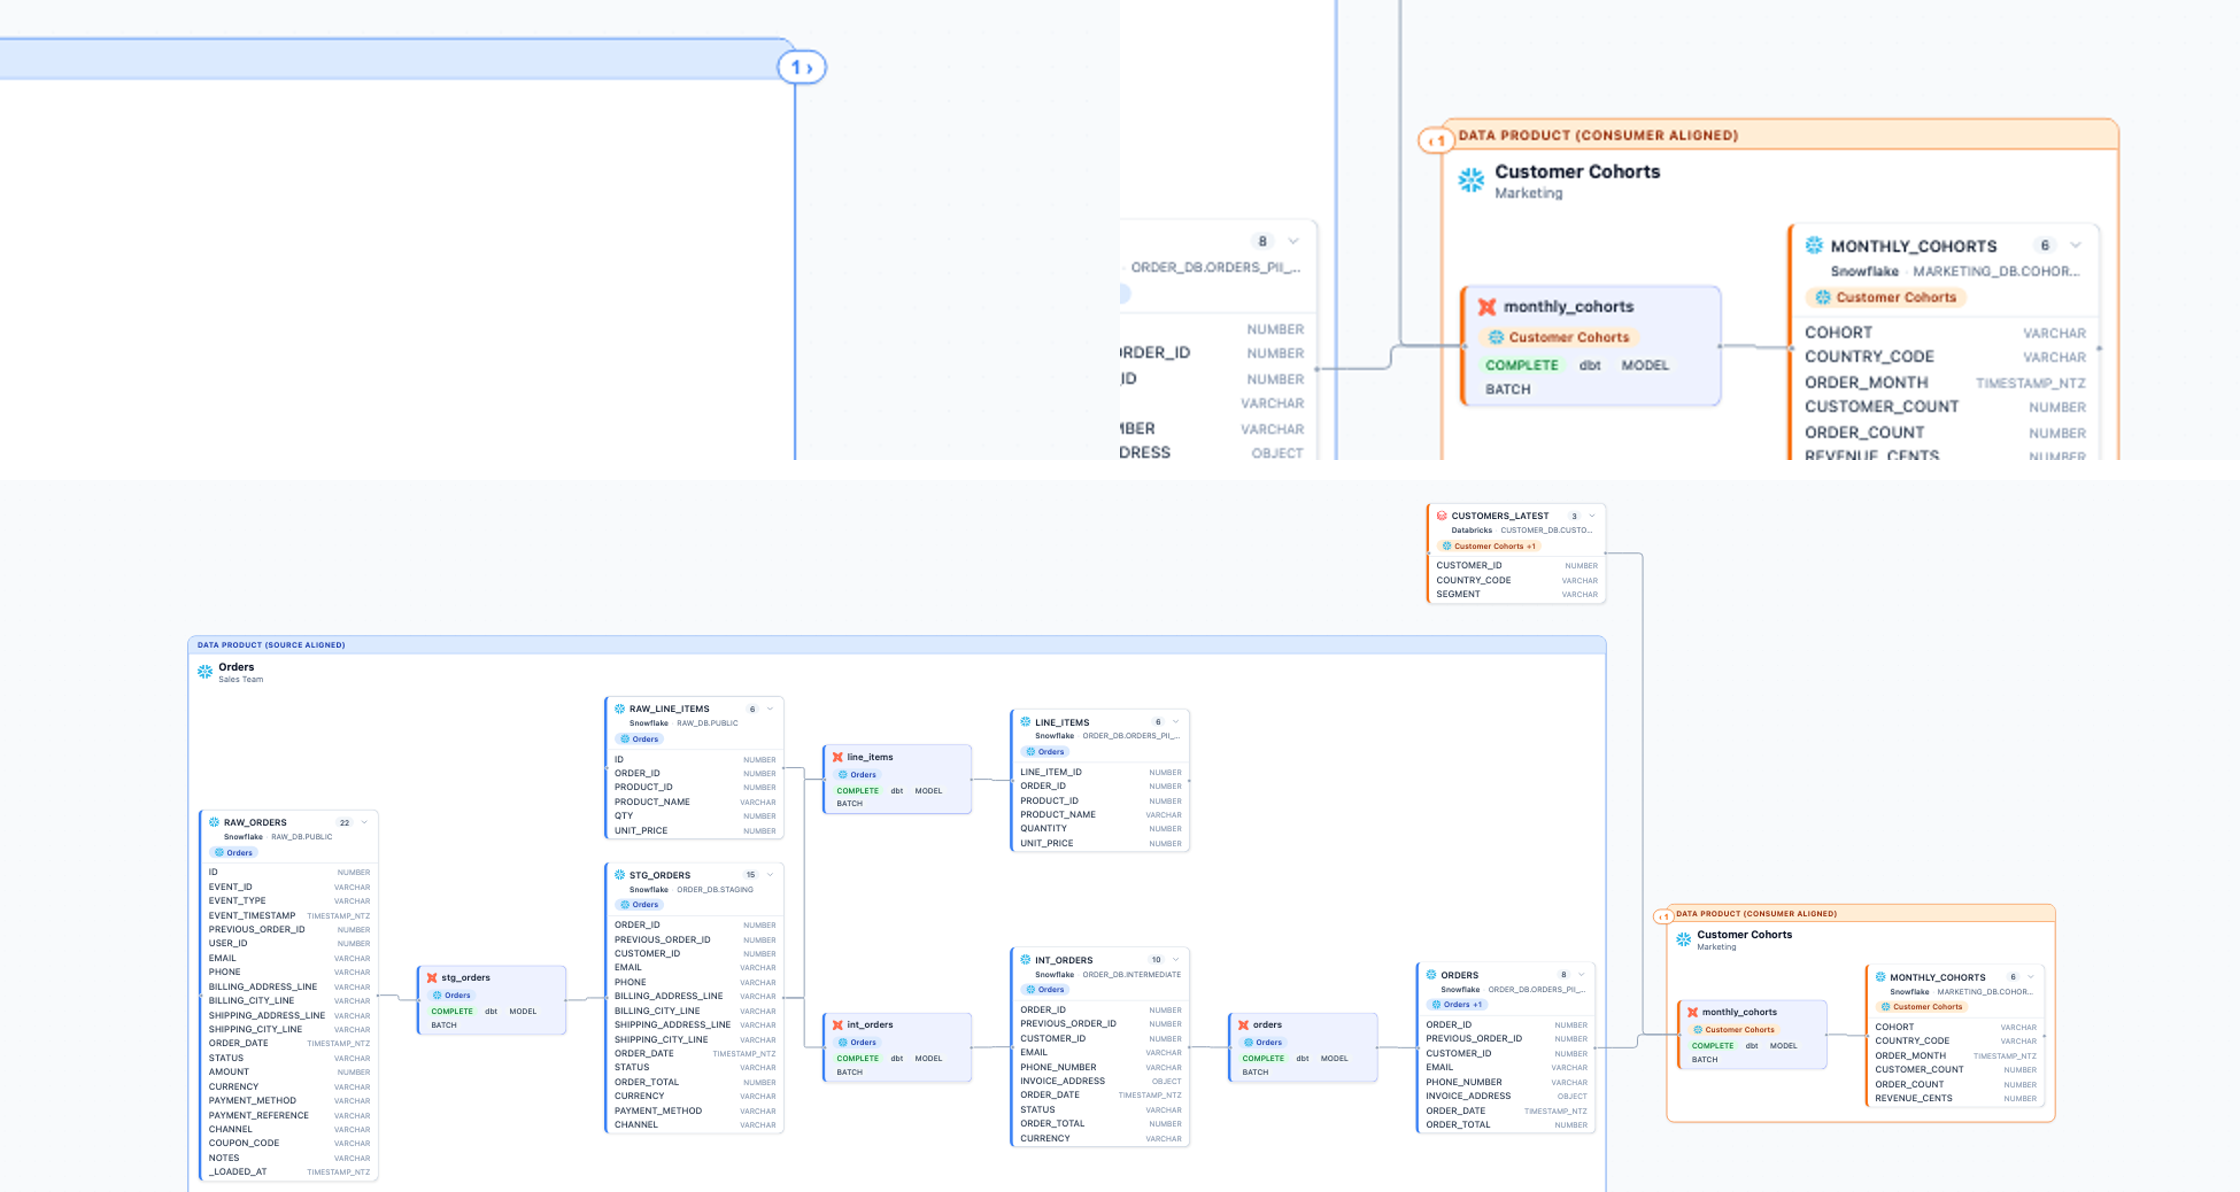 1 ›
8
ORDER_DB.ORDERS_PII_...
NUMBER
RDER_ID NUMBER
ID NUMBER
VARCHAR
MBER VARCHAR
DRESS OBJECT
‹ 1
DATA PRODUCT (CONSUMER ALIGNED)
Customer Cohorts
Marketing
monthly_cohorts
Customer Cohorts
COMPLETE dbt MODEL
BATCH
MONTHLY_COHORTS 6
Snowflake · MARKETING_DB.COHOR...
Customer Cohorts
COHORT VARCHAR
COUNTRY_CODE VARCHAR
ORDER_MONTH TIMESTAMP_NTZ
CUSTOMER_COUNT NUMBER
ORDER_COUNT NUMBER
REVENUE_CENTS NUMBER
CUSTOMERS_LATEST 3
Databricks · CUSTOMER_DB.CUSTO...
Customer Cohorts +1
CUSTOMER_ID NUMBER
COUNTRY_CODE VARCHAR
SEGMENT VARCHAR
DATA PRODUCT (SOURCE ALIGNED)
Orders
Sales Team
RAW_ORDERS 22
Snowflake · RAW_DB.PUBLIC
Orders
ID NUMBER
EVENT_ID VARCHAR
EVENT_TYPE VARCHAR
EVENT_TIMESTAMP TIMESTAMP_NTZ
PREVIOUS_ORDER_ID NUMBER
USER_ID NUMBER
EMAIL VARCHAR
PHONE VARCHAR
BILLING_ADDRESS_LINE VARCHAR
BILLING_CITY_LINE VARCHAR
SHIPPING_ADDRESS_LINE VARCHAR
SHIPPING_CITY_LINE VARCHAR
ORDER_DATE TIMESTAMP_NTZ
STATUS VARCHAR
AMOUNT NUMBER
CURRENCY VARCHAR
PAYMENT_METHOD VARCHAR
PAYMENT_REFERENCE VARCHAR
CHANNEL VARCHAR
COUPON_CODE VARCHAR
NOTES VARCHAR
_LOADED_AT TIMESTAMP_NTZ
stg_orders
Orders
COMPLETE dbt MODEL
BATCH
RAW_LINE_ITEMS 6
Snowflake · RAW_DB.PUBLIC
Orders
ID NUMBER
ORDER_ID NUMBER
PRODUCT_ID NUMBER
PRODUCT_NAME VARCHAR
QTY NUMBER
UNIT_PRICE NUMBER
STG_ORDERS 15
Snowflake · ORDER_DB.STAGING
Orders
ORDER_ID NUMBER
PREVIOUS_ORDER_ID NUMBER
CUSTOMER_ID NUMBER
EMAIL VARCHAR
PHONE VARCHAR
BILLING_ADDRESS_LINE VARCHAR
BILLING_CITY_LINE VARCHAR
SHIPPING_ADDRESS_LINE VARCHAR
SHIPPING_CITY_LINE VARCHAR
ORDER_DATE TIMESTAMP_NTZ
STATUS VARCHAR
ORDER_TOTAL NUMBER
CURRENCY VARCHAR
PAYMENT_METHOD VARCHAR
CHANNEL VARCHAR
line_items
Orders
COMPLETE dbt MODEL
BATCH
int_orders
Orders
COMPLETE dbt MODEL
BATCH
LINE_ITEMS 6
Snowflake · ORDER_DB.ORDERS_PII_...
Orders
LINE_ITEM_ID NUMBER
ORDER_ID NUMBER
PRODUCT_ID NUMBER
PRODUCT_NAME VARCHAR
QUANTITY NUMBER
UNIT_PRICE NUMBER
INT_ORDERS 10
Snowflake · ORDER_DB.INTERMEDIATE
Orders
ORDER_ID NUMBER
PREVIOUS_ORDER_ID NUMBER
CUSTOMER_ID NUMBER
EMAIL VARCHAR
PHONE_NUMBER VARCHAR
INVOICE_ADDRESS OBJECT
ORDER_DATE TIMESTAMP_NTZ
STATUS VARCHAR
ORDER_TOTAL NUMBER
CURRENCY VARCHAR
orders
Orders
COMPLETE dbt MODEL
BATCH
ORDERS 8
Snowflake · ORDER_DB.ORDERS_PII_...
Orders +1
ORDER_ID NUMBER
PREVIOUS_ORDER_ID NUMBER
CUSTOMER_ID NUMBER
EMAIL VARCHAR
PHONE_NUMBER VARCHAR
INVOICE_ADDRESS OBJECT
ORDER_DATE TIMESTAMP_NTZ
ORDER_TOTAL NUMBER
‹ 1
DATA PRODUCT (CONSUMER ALIGNED)
Customer Cohorts
Marketing
monthly_cohorts
Customer Cohorts
COMPLETE dbt MODEL
BATCH
MONTHLY_COHORTS 6
Snowflake · MARKETING_DB.COHOR...
Customer Cohorts
COHORT VARCHAR
COUNTRY_CODE VARCHAR
ORDER_MONTH TIMESTAMP_NTZ
CUSTOMER_COUNT NUMBER
ORDER_COUNT NUMBER
REVENUE_CENTS NUMBER